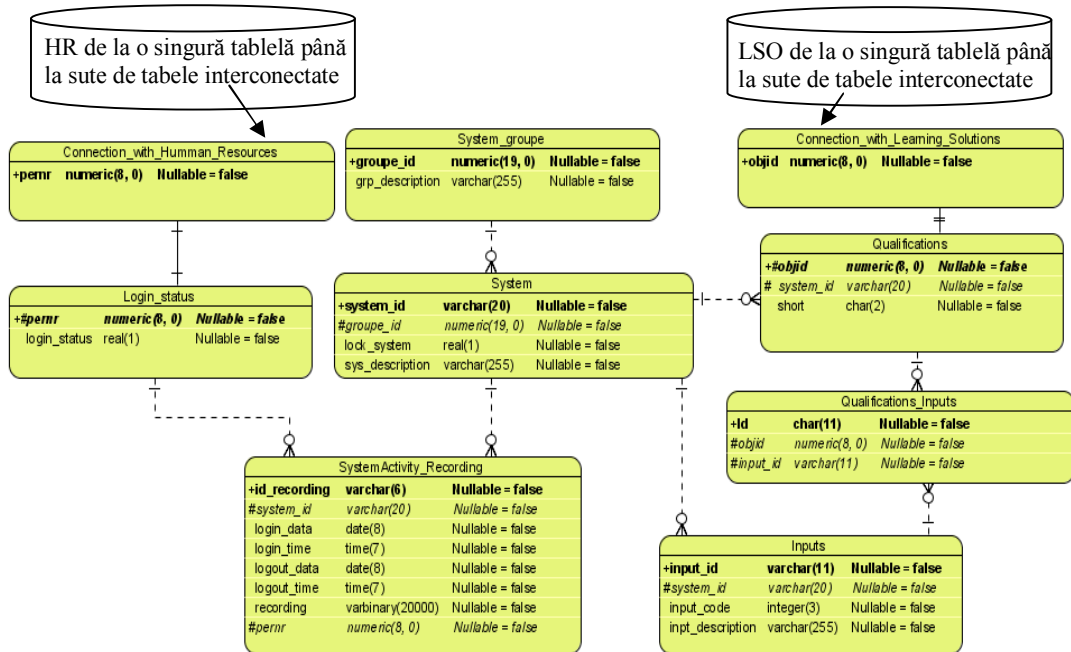 HR de la o singură tablelă până
la sute de tabele interconectate
LSO de la o singură tablelă până
la sute de tabele interconectate
Connection_with_Humman_Resources
+pernr numeric(8, 0) Nullable = false
System_groupe
+groupe_id numeric(19, 0) Nullable = false
grp_description varchar(255) Nullable = false
Connection_with_Learning_Solutions
+objid numeric(8, 0) Nullable = false
Login_status
+#pernr numeric(8, 0) Nullable = false
login_status real(1) Nullable = false
System
+system_id varchar(20) Nullable = false
#groupe_id numeric(19, 0) Nullable = false
lock_system real(1) Nullable = false
sys_description varchar(255) Nullable = false
Qualifications
+#objid numeric(8, 0) Nullable = false
# system_id varchar(20) Nullable = false
short char(2) Nullable = false
Qualifications_Inputs
+Id char(11) Nullable = false
#objid numeric(8, 0) Nullable = false
#input_id varchar(11) Nullable = false
SystemActivity_Recording
+id_recording varchar(6) Nullable = false
#system_id varchar(20) Nullable = false
login_data date(8) Nullable = false
login_time time(7) Nullable = false
logout_data date(8) Nullable = false
logout_time time(7) Nullable = false
recording varbinary(20000) Nullable = false
#pernr numeric(8, 0) Nullable = false
Inputs
+input_id varchar(11) Nullable = false
#system_id varchar(20) Nullable = false
input_code integer(3) Nullable = false
inpt_description varchar(255) Nullable = false